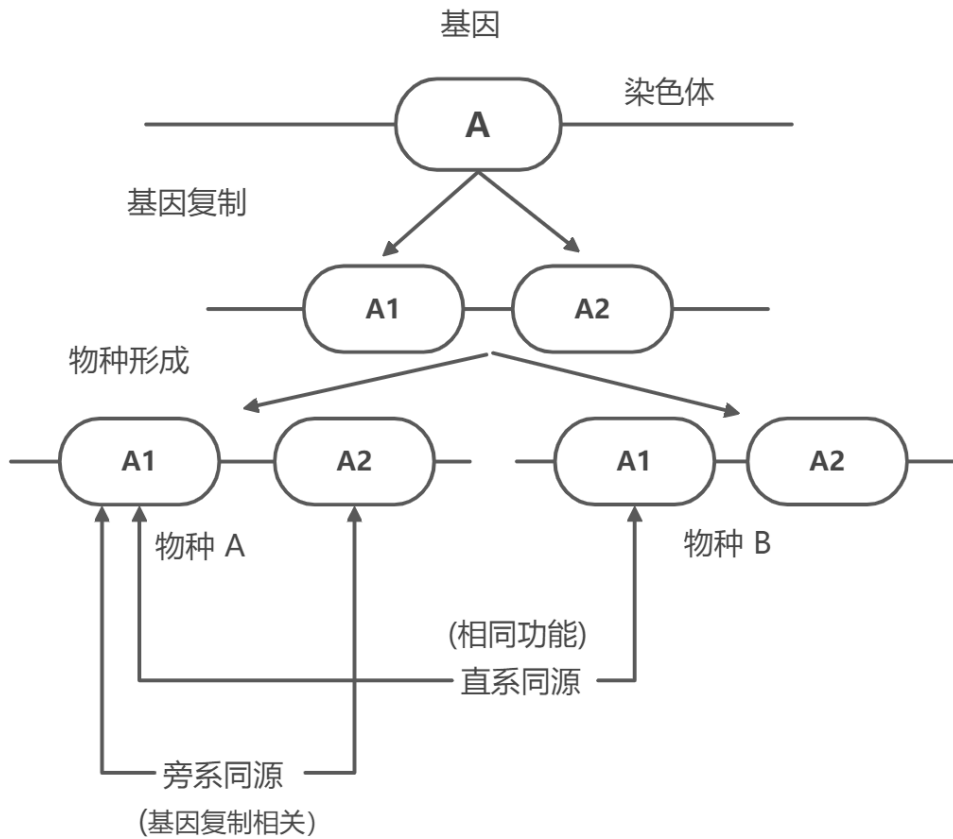 基因
染色体
A
基因复制
A1
A2
物种形成
A1
A2
A1
A2
物种 A
物种 B
(相同功能)
直系同源
旁系同源
(基因复制相关）